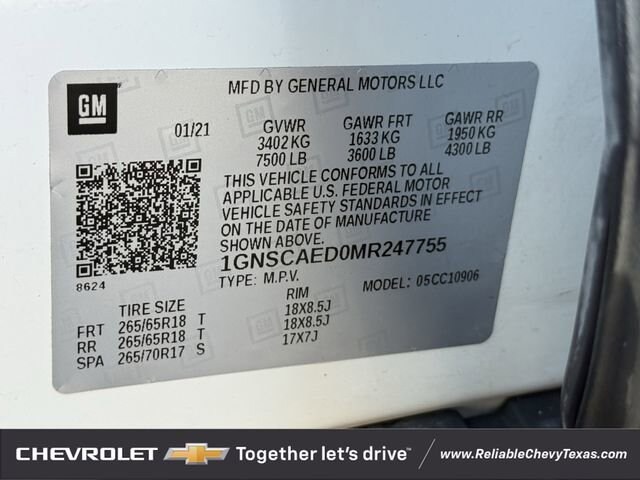 GM
MFD BY GENERAL MOTORS LLC
01/21 GVWR GAWR FRT GAWR RR
3402 KG 1633 KG 1950 KG
7500 LB 3600 LB 4300 LB
THIS VEHICLE CONFORMS TO ALL
APPLICABLE U.S. FEDERAL MOTOR
VEHICLE SAFETY STANDARDS IN EFFECT
ON THE DATE OF MANUFACTURE
SHOWN ABOVE.
1GNSCAED0MR247755
8624 TYPE: M.P.V. MODEL: 05CC10906
TIRE SIZE RIM
FRT 265/65R18 T 18X8.5J
RR 265/65R18 T 18X8.5J
SPA 265/70R17 S 17X7J
CHEVROLET Together let's drive™ www.ReliableChevyTexas.com